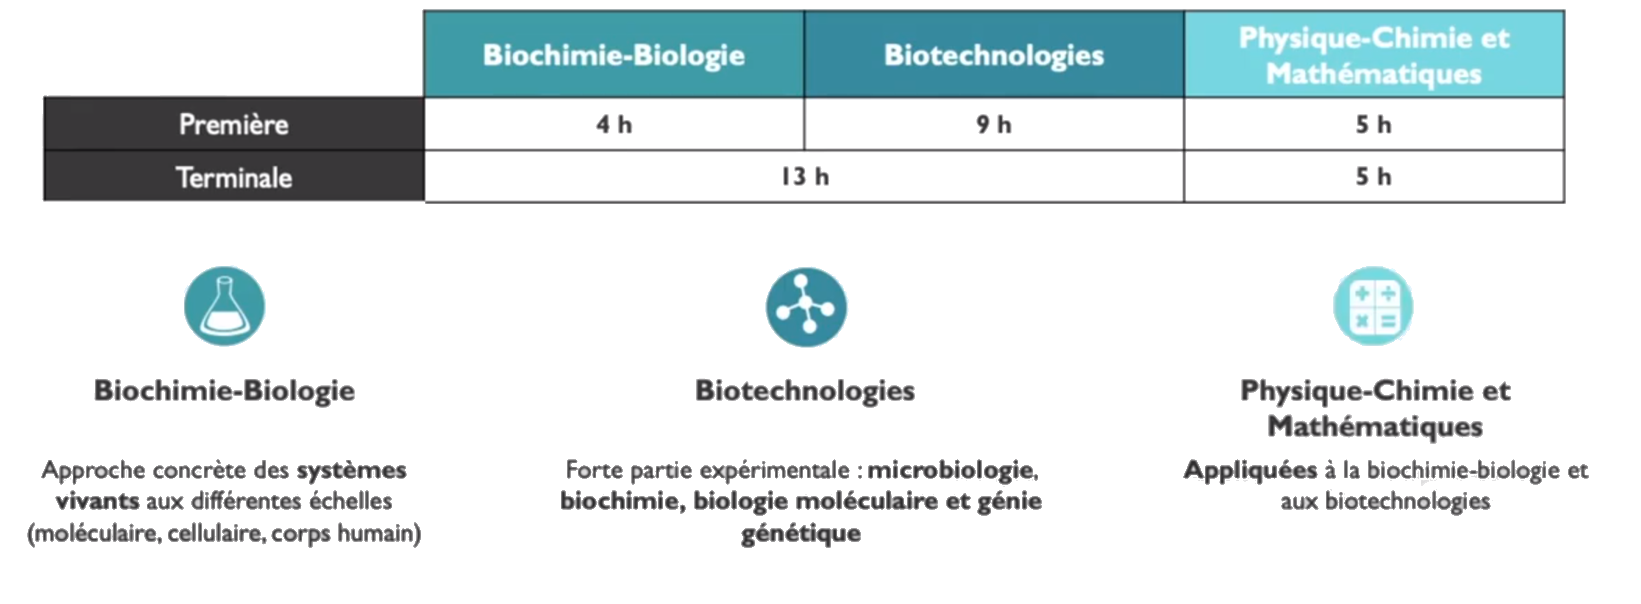 Biochimie-Biologie
Biotechnologies
Physique-Chimie et
Mathématiques
Première
4 h
9 h
5 h
Terminale
13 h
5 h
Biochimie-Biologie
Approche concrète des systèmes
vivants aux différentes échelles
(moléculaire, cellulaire, corps humain)
Biotechnologies
Forte partie expérimentale : microbiologie,
biochimie, biologie moléculaire et génie
génétique
Physique-Chimie et
Mathématiques
Appliquées à la biochimie-biologie et
aux biotechnologies